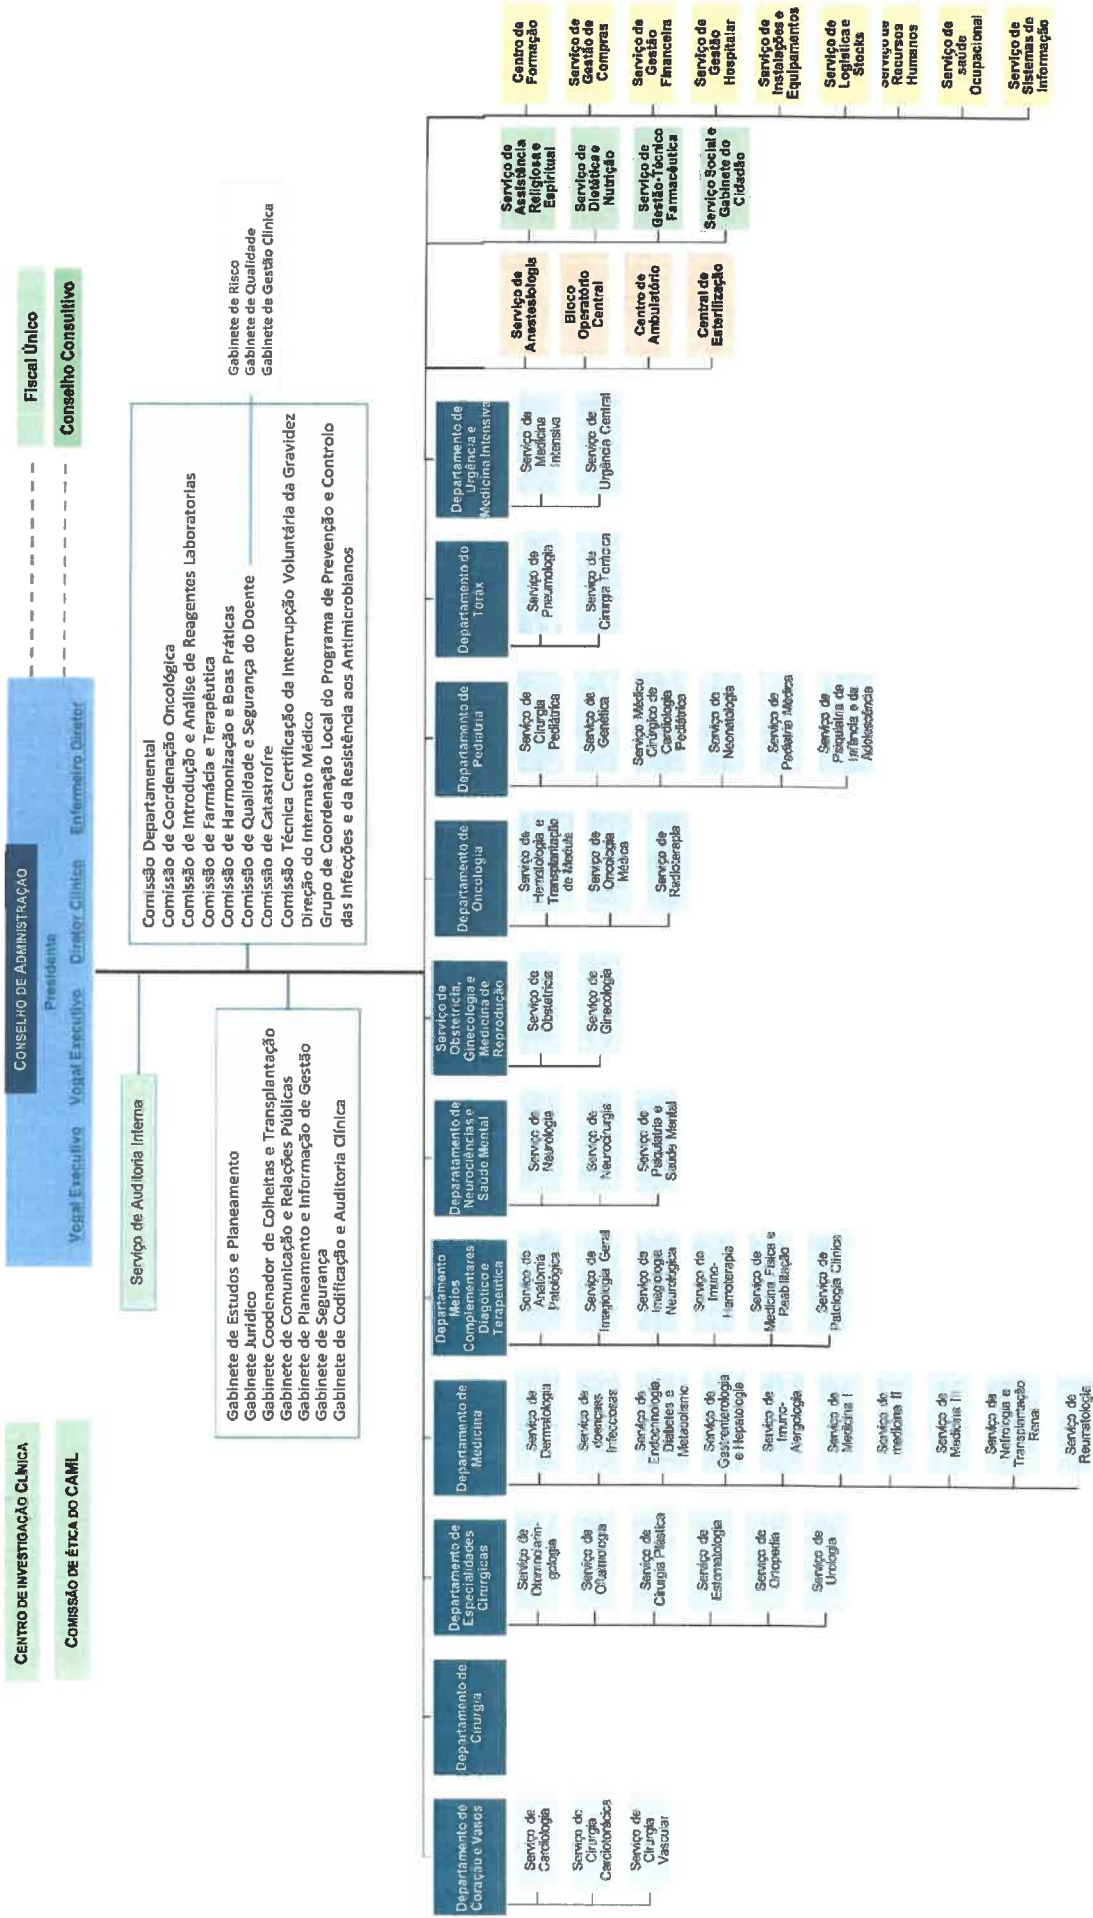 CENTRO DE INVESTIGAÇÃO CLÍNICA
COMISSÃO DE ÉTICA DO CAML
CONSELHO DE ADMINISTRAÇÃO
Presidente
Vogal Executivo
Vogal Executivo
Diretor Clínico
Enfermeiro Diretor
Fiscal Único
Conselho Consultivo
Serviço de Auditoria Interna
Gabinete de Estudos e Planeamento
Gabinete Jurídico
Gabinete Coodenador de Colheitas e Transplantação
Gabinete de Comunicação e Relações Públicas
Gabinete de Planeamento e Informação de Gestão
Gabinete de Segurança
Gabinete de Codificação e Auditoria Clínica
Comissão Departamental
Comissão de Coordenação Oncológica
Comissão de Introdução e Análise de Reagentes Laboratorias
Comissão de Farmácia e Terapêutica
Comissão de Harmonização e Boas Práticas
Comissão de Qualidade e Segurança do Doente
Comissão de Catastrofre
Comissão Técnica Certificação da Interrupção Voluntária da Gravidez
Direção do Internato Médico
Grupo de Coordenação Local do Programa de Prevenção e Controlo
das Infecções e da Resistência aos Antimicrobianos
Gabinete de Risco
Gabinete de Qualidade
Gabinete de Gestão Clínica
Departamento de
Coração e Vasos
Serviço de
Cardiologia
Serviço de
Cirurgia
Cardiotorácica
Serviço de
Cirurgia
Vascular
Departamento de
Cirurgia
Departamento de
Especialidades
Cirurgicas
Serviço de
Otorrinolarin-
gologia
Serviço de
Oftalmologia
Serviço de
Cirurgia Plástica
Serviço de
Estomatologia
Serviço de
Ortopedia
Serviço de
Urologia
Departamento de
Medicina
Serviço de
Dermatologia
Serviço de
doenças
Infecciosas
Serviço de
Endocrinologia,
Diabetes e
Metabolismo
Serviço de
Gastrenterologia
e Hepatologia
Serviço de
Imuno-
Alergologia
Serviço de
Medicina I
Serviço de
medicina II
Serviço de
Medicina III
Serviço de
Nefrologia e
Transplantação
Renal
Serviço de
Reumatologia
Departamento
Meios
Complementares
Diagótico e
Terapeutica
Serviço de
Anatomia
Patológica
Serviço de
Imagiologia Geral
Serviço de
Imagiologia
Neurológica
Serviço de
Imuno-
Hemoterapia
Serviço de
Medicina Física e
Reabilitação
Serviço de
Patologia Clínica
Deparatamento de
Neurociências e
Saúde Mental
Serviço de
Neurologia
Serviço de
Neurocirurgia
Serviço de
Psiquiatria e
Saude Mental
Serviço de
Obstetrícia,
Ginecologia e
Medicina de
Reprodução
Serviço de
Obstetrícia
Serviço de
Ginecologia
Departamento de
Oncologia
Serviço de
Hematologia e
Transplantação
de Medula
Serviço de
Oncologia
Médica
Serviço de
Radioterapia
Departamento de
Pediatria
Serviço de
Cirurgia
Pediátrica
Serviço de
Genética
Serviço Médico
Cirúrgico de
Cardiologia
Pediátrica
Serviço de
Neonatologia
Serviço de
Pediatria Médica
Serviço de
Psiquiatria da
Infância e da
Adolescência
Departamento do
Torax
Serviço de
Pneumologia
Serviço de
Cirurgia Torácica
Departamento de
Urgência e
Medicina Intensiva
Serviço de
Medicina
Intensiva
Serviço de
Urgência Central
Serviço de
Anestesiologia
Bloco
Operatório
Central
Centro de
Ambulatório
Central de
Esterilização
Serviço de
Assistência
Religiosa e
Espiritual
Serviço de
Dietética e
Nutrição
Serviço de
Gestão-Técnico
Farmacêutica
Serviço Social e
Gabinete do
Cidadão
Centro de
Formação
Serviço de
Gestão de
Compras
Serviço de
Gestão
Financeira
Serviço de
Gestão
Hospitalar
Serviço de
Instalações e
Equipamentos
Serviço de
Logística e
Stocks
Serviço de
Recursos
Humanos
Serviço de
saúde
Ocupacional
Serviço de
Sistemas de
Informação